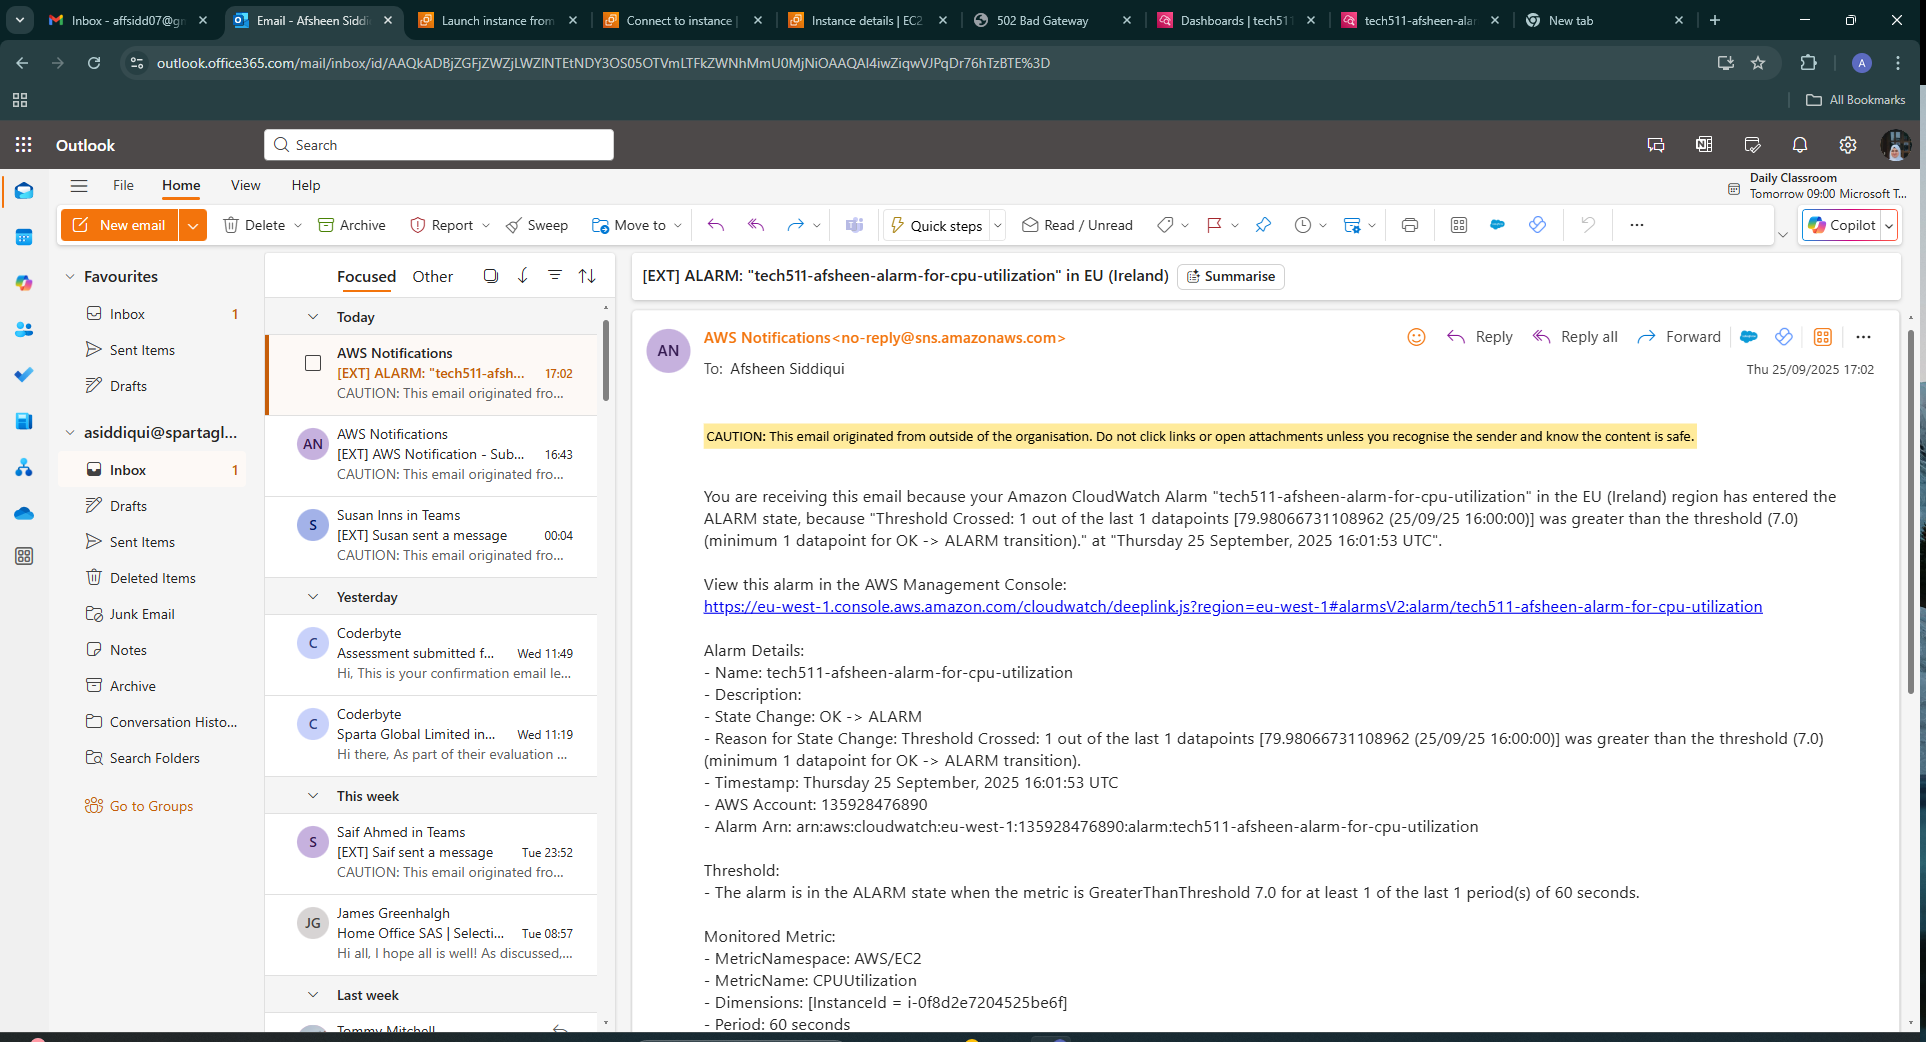 Inbox - affsidd07@gm
Email - Afsheen Siddi
Launch instance from
Connect to instance |
Instance details | EC2
502 Bad Gateway
Dashboards | tech511
tech511-afsheen-alar
New tab
outlook.office365.com/mail/inbox/id/AAQkADBjZGFjZWZjLWZlNTEtNDY3OS05OTVmLTFkZWNhMmU0MjNiOAAQAI4iwZiqwVJPqDr76hTzBTE%3D
A
All Bookmarks
Outlook
Search
File
Home
View
Help
Daily Classroom
Tomorrow 09:00 Microsoft T...
New email
Delete
Archive
Report
Sweep
Move to
Quick steps
Read / Unread
Copilot
Favourites
Inbox 1
Sent Items
Drafts
asiddiqui@spartagl...
Inbox 1
Drafts
Sent Items
Deleted Items
Junk Email
Notes
Archive
Conversation Histo...
Search Folders
Go to Groups
Focused
Other
Today
AWS Notifications
[EXT] ALARM: "tech511-afsh... 17:02
CAUTION: This email originated fro...
AN
AWS Notifications
[EXT] AWS Notification - Sub... 16:43
CAUTION: This email originated fro...
S
Susan Inns in Teams
[EXT] Susan sent a message 00:04
CAUTION: This email originated fro...
Yesterday
C
Coderbyte
Assessment submitted f... Wed 11:49
Hi, This is your confirmation email le...
C
Coderbyte
Sparta Global Limited in... Wed 11:19
Hi there, As part of their evaluation ...
This week
S
Saif Ahmed in Teams
[EXT] Saif sent a message Tue 23:52
CAUTION: This email originated fro...
JG
James Greenhalgh
Home Office SAS | Selecti... Tue 08:57
Hi all, I hope all is well! As discussed,...
Last week
Tommy Mitchell
[EXT] ALARM: "tech511-afsheen-alarm-for-cpu-utilization" in EU (Ireland)
Summarise
AN
AWS Notifications<no-reply@sns.amazonaws.com>
Reply
Reply all
Forward
To: Afsheen Siddiqui
Thu 25/09/2025 17:02
CAUTION: This email originated from outside of the organisation. Do not click links or open attachments unless you recognise the sender and know the content is safe.
You are receiving this email because your Amazon CloudWatch Alarm "tech511-afsheen-alarm-for-cpu-utilization" in the EU (Ireland) region has entered the
ALARM state, because "Threshold Crossed: 1 out of the last 1 datapoints [79.98066731108962 (25/09/25 16:00:00)] was greater than the threshold (7.0)
(minimum 1 datapoint for OK -> ALARM transition)." at "Thursday 25 September, 2025 16:01:53 UTC".
View this alarm in the AWS Management Console:
https://eu-west-1.console.aws.amazon.com/cloudwatch/deeplink.js?region=eu-west-1#alarmsV2:alarm/tech511-afsheen-alarm-for-cpu-utilization
Alarm Details:
- Name: tech511-afsheen-alarm-for-cpu-utilization
- Description:
- State Change: OK -> ALARM
- Reason for State Change: Threshold Crossed: 1 out of the last 1 datapoints [79.98066731108962 (25/09/25 16:00:00)] was greater than the threshold (7.0)
(minimum 1 datapoint for OK -> ALARM transition).
- Timestamp: Thursday 25 September, 2025 16:01:53 UTC
- AWS Account: 135928476890
- Alarm Arn: arn:aws:cloudwatch:eu-west-1:135928476890:alarm:tech511-afsheen-alarm-for-cpu-utilization
Threshold:
- The alarm is in the ALARM state when the metric is GreaterThanThreshold 7.0 for at least 1 of the last 1 period(s) of 60 seconds.
Monitored Metric:
- MetricNamespace: AWS/EC2
- MetricName: CPUUtilization
- Dimensions: [InstanceId = i-0f8d2e7204525be6f]
- Period: 60 seconds